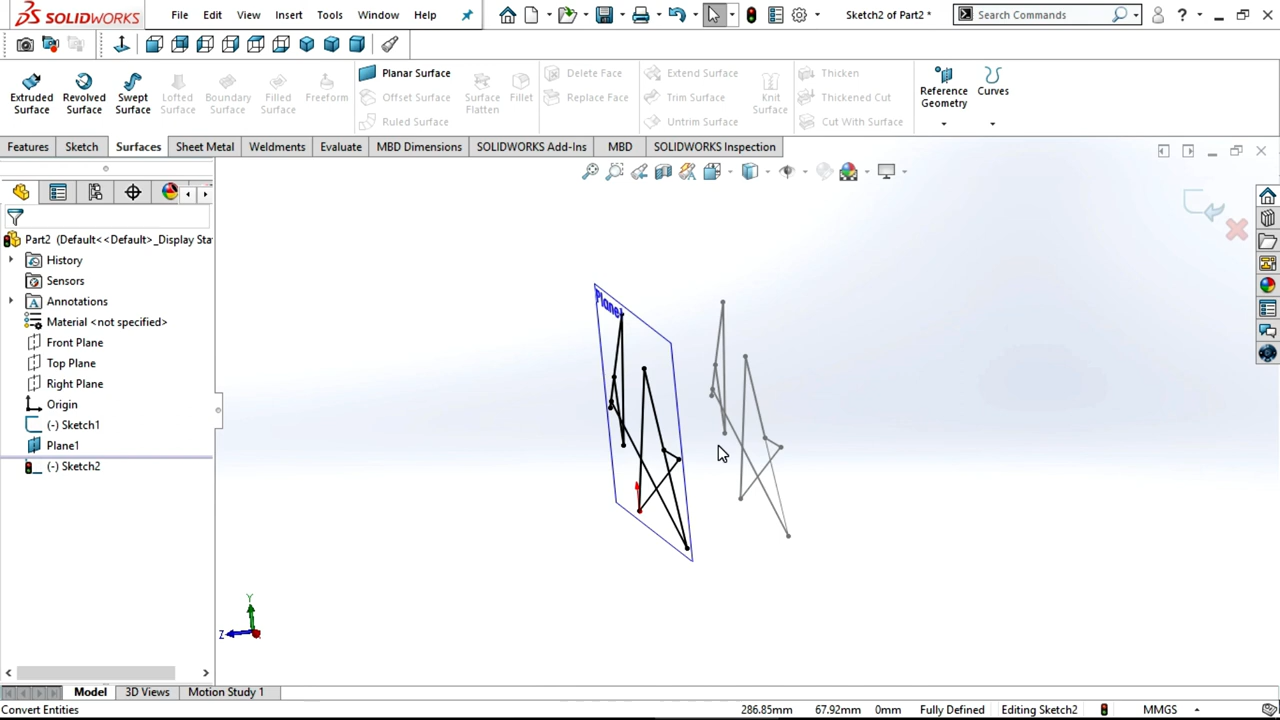 SOLIDWORKS File Edit View Insert Tools Window Help Sketch2 of Part2 * Search Commands ?
Extruded Surface
Revolved Surface
Swept Surface
Lofted Surface
Boundary Surface
Filled Surface
Freeform
Planar Surface
Offset Surface
Ruled Surface
Surface Flatten
Fillet
Delete Face
Replace Face
Extend Surface
Trim Surface
Untrim Surface
Knit Surface
Thicken
Thickened Cut
Cut With Surface
Reference Geometry
Curves
Features Sketch Surfaces Sheet Metal Weldments Evaluate MBD Dimensions SOLIDWORKS Add-Ins MBD SOLIDWORKS Inspection
Part2 (Default<<Default>_Display Sta
History
Sensors
Annotations
Material <not specified>
Front Plane
Top Plane
Right Plane
Origin
(-) Sketch1
Plane1
(-) Sketch2
Y
Z
Model 3D Views Motion Study 1
Convert Entities 286.85mm 67.92mm 0mm Fully Defined Editing Sketch2 MMGS